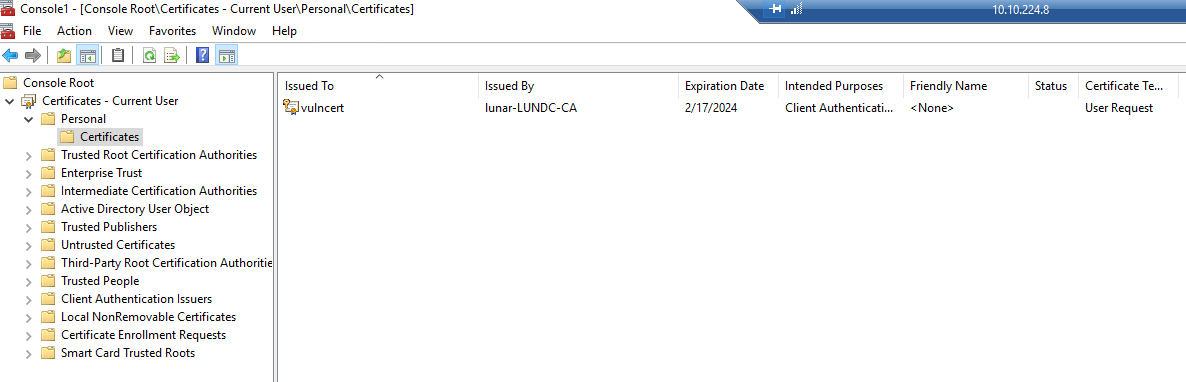 Console1 - [Console Root\Certificates - Current User\Personal\Certificates]
10.10.224.8
File Action View Favorites Window Help
Console Root
Certificates - Current User
Personal
Certificates
Trusted Root Certification Authorities
Enterprise Trust
Intermediate Certification Authorities
Active Directory User Object
Trusted Publishers
Untrusted Certificates
Third-Party Root Certification Authoritie
Trusted People
Client Authentication Issuers
Local NonRemovable Certificates
Certificate Enrollment Requests
Smart Card Trusted Roots
Issued To Issued By Expiration Date Intended Purposes Friendly Name Status Certificate Te...
vulncert lunar-LUNDC-CA 2/17/2024 Client Authenticati... <None> User Request